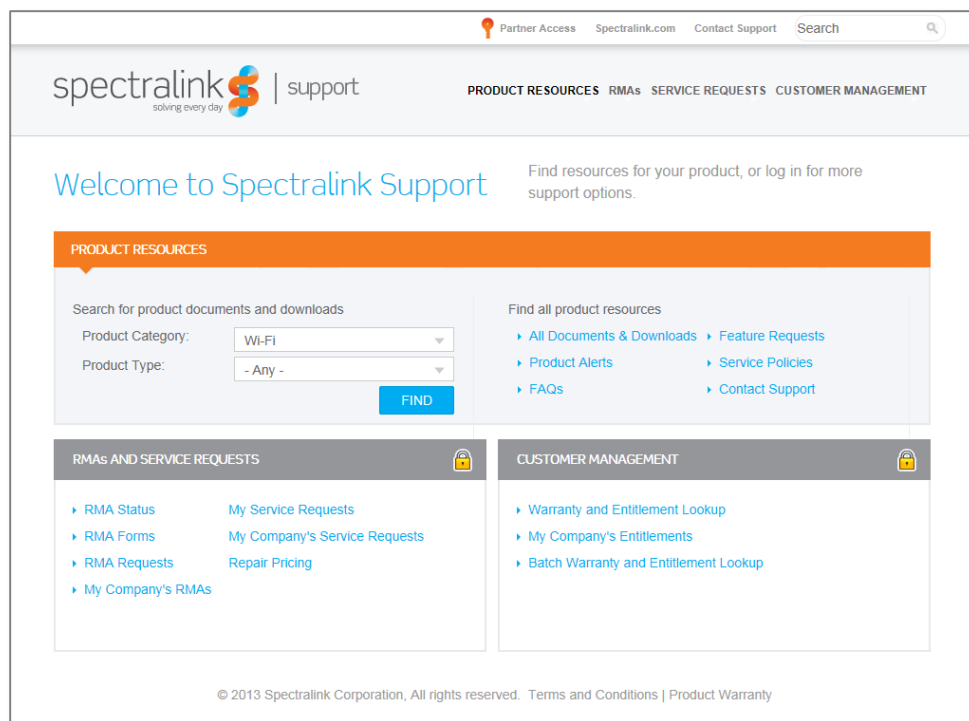 Partner Access Spectralink.com Contact Support Search
spectralink support
solving every day
PRODUCT RESOURCES RMAs SERVICE REQUESTS CUSTOMER MANAGEMENT
Welcome to Spectralink Support
Find resources for your product, or log in for more
support options.
PRODUCT RESOURCES
Search for product documents and downloads
Product Category: Wi-Fi
Product Type: - Any -
FIND
Find all product resources
All Documents & Downloads Feature Requests
Product Alerts Service Policies
FAQs Contact Support
RMAs AND SERVICE REQUESTS
RMA Status My Service Requests
RMA Forms My Company's Service Requests
RMA Requests Repair Pricing
My Company's RMAs
CUSTOMER MANAGEMENT
Warranty and Entitlement Lookup
My Company's Entitlements
Batch Warranty and Entitlement Lookup
© 2013 Spectralink Corporation, All rights reserved. Terms and Conditions | Product Warranty